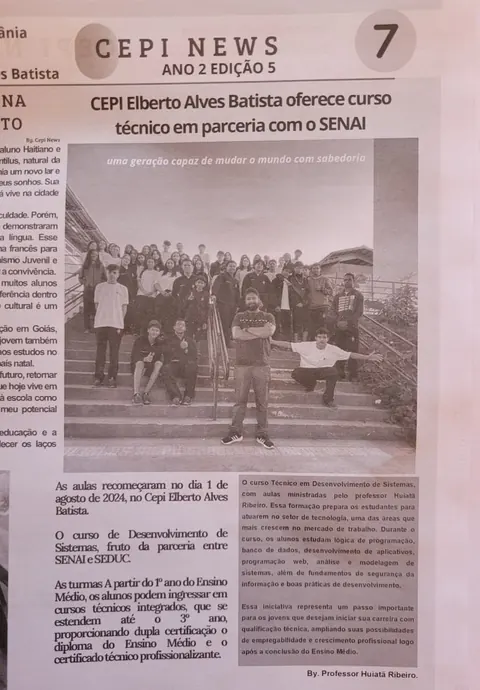 ânia
s Batista
CEPI NEWS
ANO 2 EDIÇÃO 5
7
NA
TO
By. Cepi News
aluno Haitiano e
ntilus, natural da
ia um novo lar e
eus sonhos. Sua
á vive na cidade
culdade. Porém,
demonstraram
a língua. Esse
na francês para
nismo Juvenil e
a convivência.
muitos alunos
ferência dentro
cultural é um
ção em Goiás,
jovem também
nos estudos no
país natal.
futuro, retomar
ue hoje vive em
à escola como
meu potencial
educação e a
lecer os laços
CEPI Elberto Alves Batista oferece curso
técnico em parceria com o SENAI
uma geração capaz de mudar o mundo com sabedoria
As aulas recomeçaram no dia 1 de
agosto de 2024, no Cepi Elberto Alves
Batista.
O curso de Desenvolvimento de
Sistemas, fruto da parceria entre
SENAI e SEDUC.
As turmas A partir do 1º ano do Ensino
Médio, os alunos podem ingressar em
cursos técnicos integrados, que se
estendem até o 3º ano,
proporcionando dupla certificação o
diploma do Ensino Médio e o
certificado técnico profissionalizante.
O curso Técnico em Desenvolvimento de Sistemas,
com aulas ministradas pelo professor Huiatã
Ribeiro. Essa formação prepara os estudantes para
atuarem no setor de tecnologia, uma das áreas que
mais crescem no mercado de trabalho. Durante o
curso, os alunos estudam lógica de programação,
banco de dados, desenvolvimento de aplicativos,
programação web, análise e modelagem de
sistemas, além de fundamentos de segurança da
informação e boas práticas de desenvolvimento.
Essa iniciativa representa um passo importante
para os jovens que desejam iniciar sua carreira com
qualificação técnica, ampliando suas possibilidades
de empregabilidade e crescimento profissional logo
após a conclusão do Ensino Médio.
By. Professor Huiatã Ribeiro.